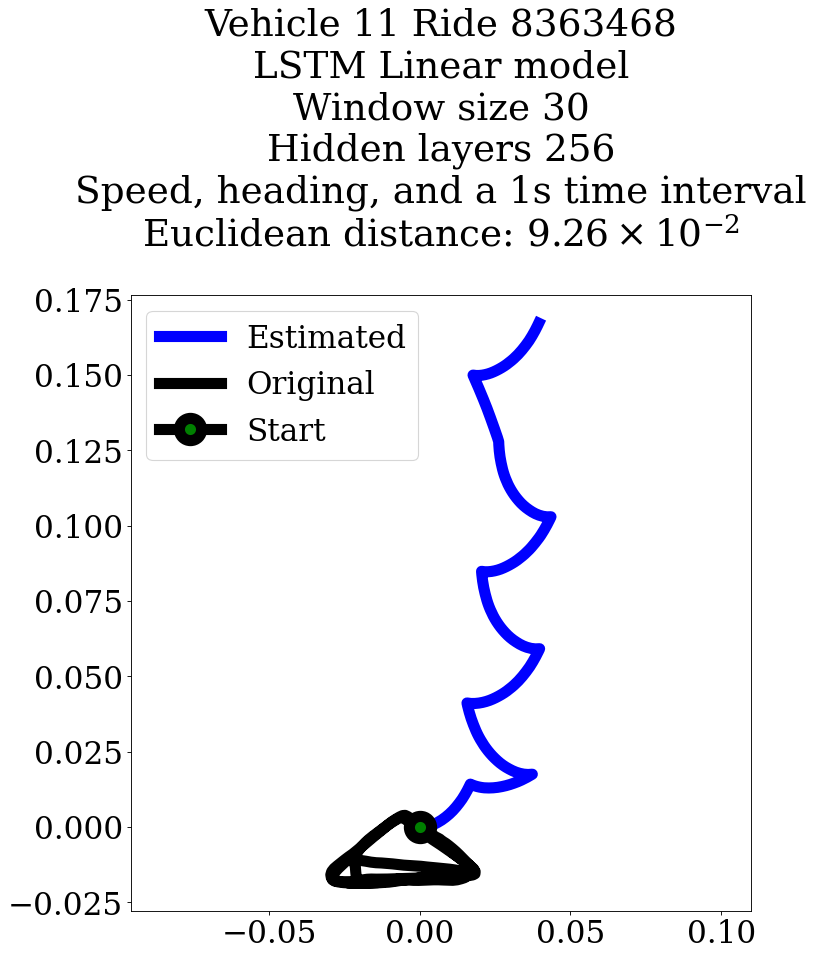 Vehicle 11 Ride 8363468
LSTM Linear model
Window size 30
Hidden layers 256
Speed, heading, and a 1s time interval
Euclidean distance: 9.26 × 10⁻²
0.175
Estimated
0.150
Original
Start
0.125
0.100
0.075
0.050
0.025
0.000
−0.025
−0.05 0.00 0.05 0.10